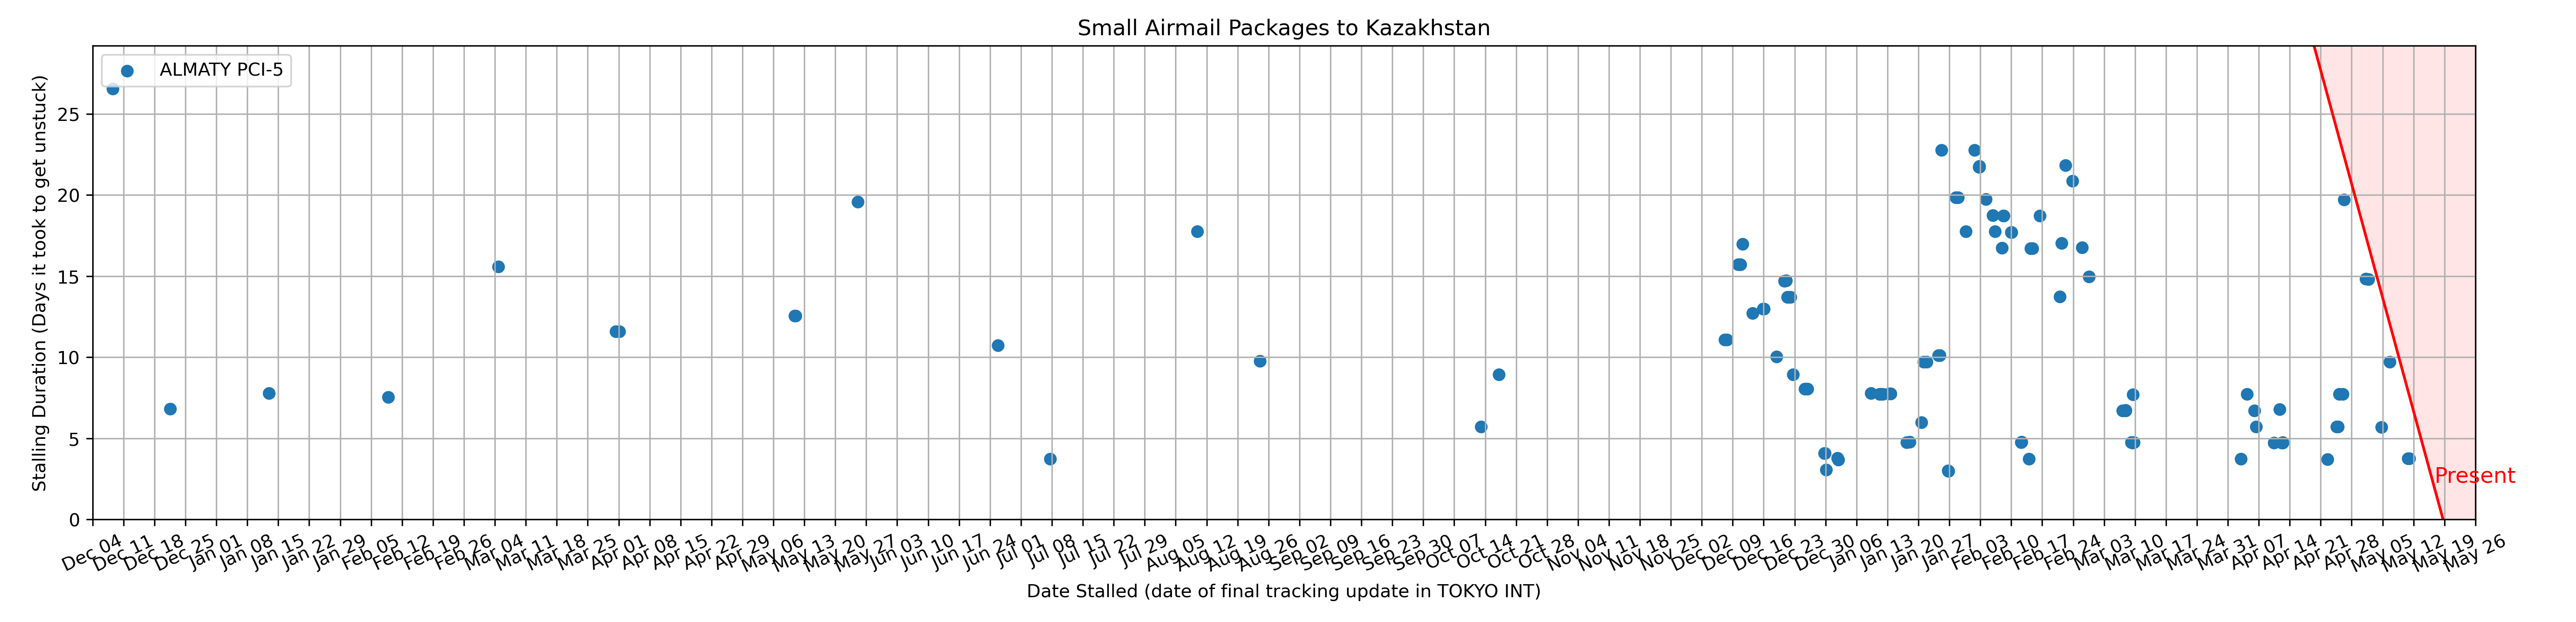 Small Airmail Packages to Kazakhstan
ALMATY PCI-5
Stalling Duration (Days it took to get unstuck)
25
20
15
10
5
0
Present
Dec 04
Dec 11
Dec 18
Dec 25
Jan 01
Jan 08
Jan 15
Jan 22
Jan 29
Feb 05
Feb 12
Feb 19
Feb 26
Mar 04
Mar 11
Mar 18
Mar 25
Apr 01
Apr 08
Apr 15
Apr 22
Apr 29
May 06
May 13
May 20
May 27
Jun 03
Jun 10
Jun 17
Jun 24
Jul 01
Jul 08
Jul 15
Jul 22
Jul 29
Aug 05
Aug 12
Aug 19
Aug 26
Sep 02
Sep 09
Sep 16
Sep 23
Sep 30
Oct 07
Oct 14
Oct 21
Oct 28
Nov 04
Nov 11
Nov 18
Nov 25
Dec 02
Dec 09
Dec 16
Dec 23
Dec 30
Jan 06
Jan 13
Jan 20
Jan 27
Feb 03
Feb 10
Feb 17
Feb 24
Mar 03
Mar 10
Mar 17
Mar 24
Mar 31
Apr 07
Apr 14
Apr 21
Apr 28
May 05
May 12
May 19
May 26
Date Stalled (date of final tracking update in TOKYO INT)